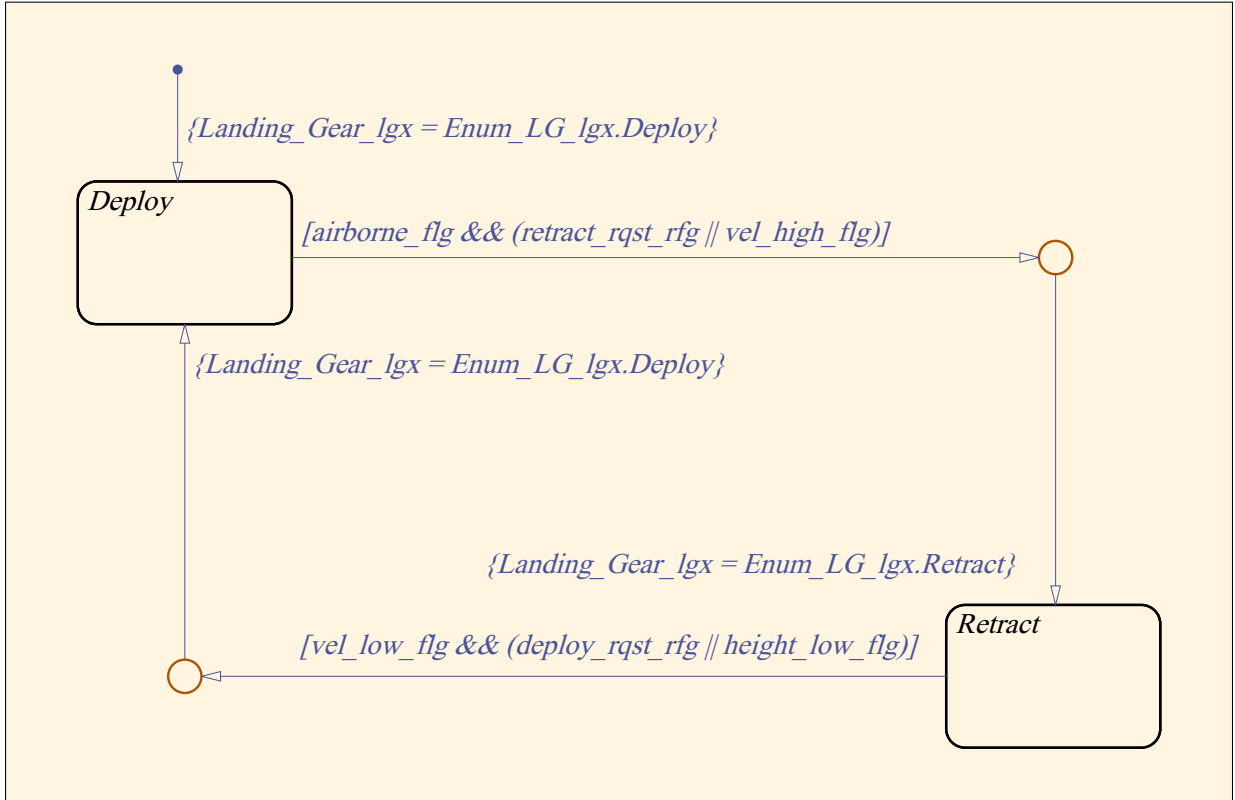 {Landing_Gear_lgx = Enum_LG_lgx.Deploy}
Deploy
[airborne_flg && (retract_rqst_rfg || vel_high_flg)]
{Landing_Gear_lgx = Enum_LG_lgx.Deploy}
{Landing_Gear_lgx = Enum_LG_lgx.Retract}
Retract
[vel_low_flg && (deploy_rqst_rfg || height_low_flg)]